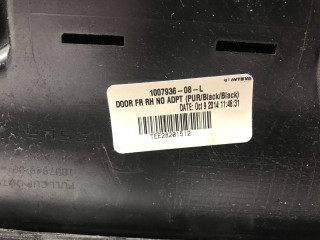 1007936-08-L
DOOR FR RH NO ADPT (PUR/Black/Black)
DATE: Oct 9 2014 11:46:31
TEE28201512